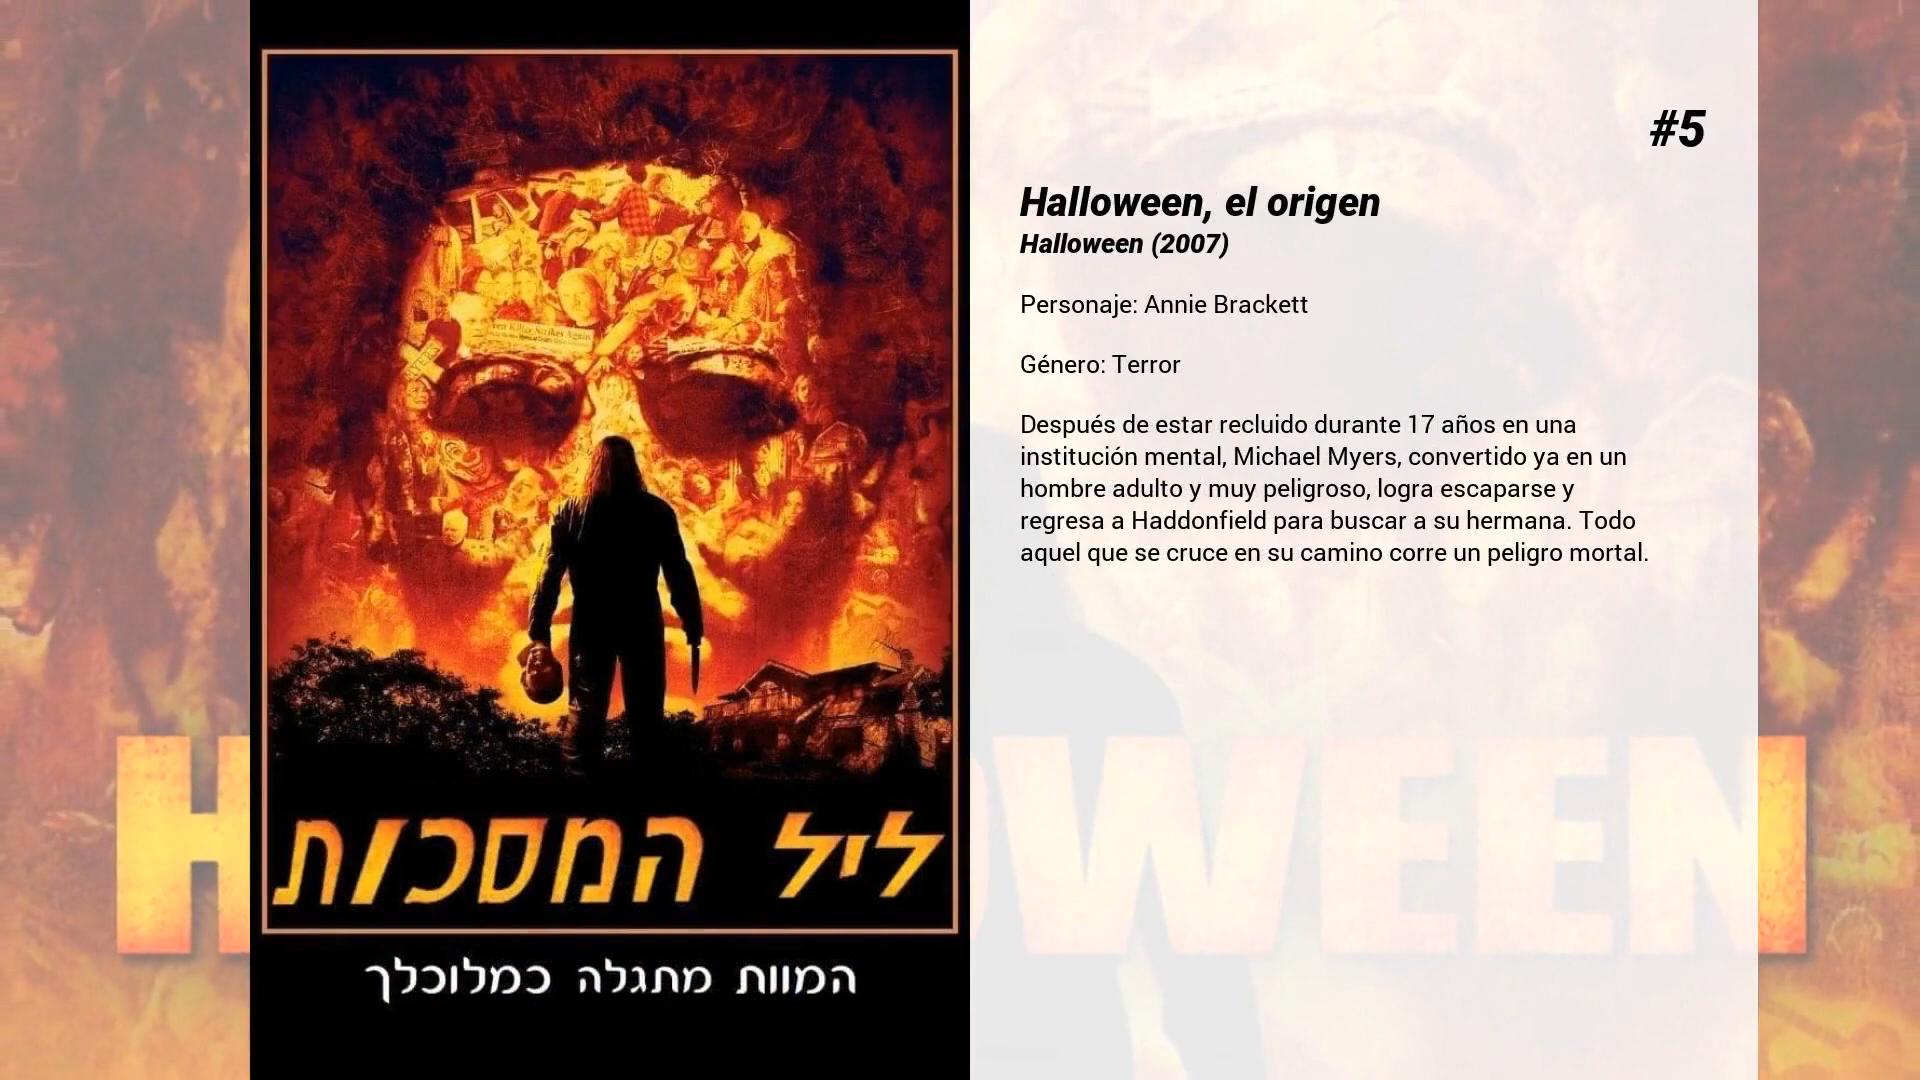 ליל המסכות
המוות מתגלה כמלוכלך
#5
Halloween, el origen
Halloween (2007)
Personaje: Annie Brackett
Género: Terror
Después de estar recluido durante 17 años en una
institución mental, Michael Myers, convertido ya en un
hombre adulto y muy peligroso, logra escaparse y
regresa a Haddonfield para buscar a su hermana. Todo
aquel que se cruce en su camino corre un peligro mortal.